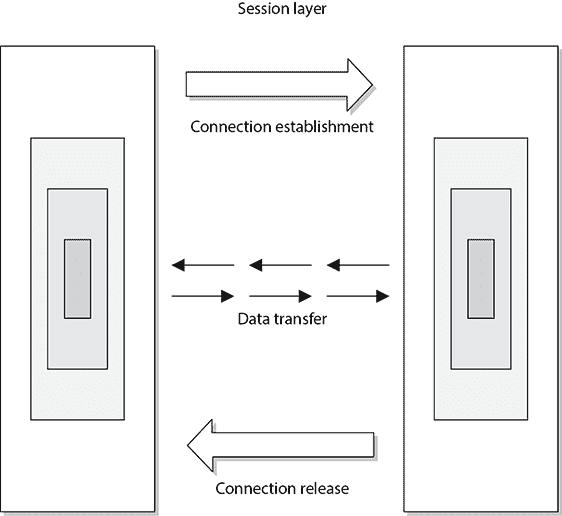 Session layer
Connection establishment
Data transfer
Connection release